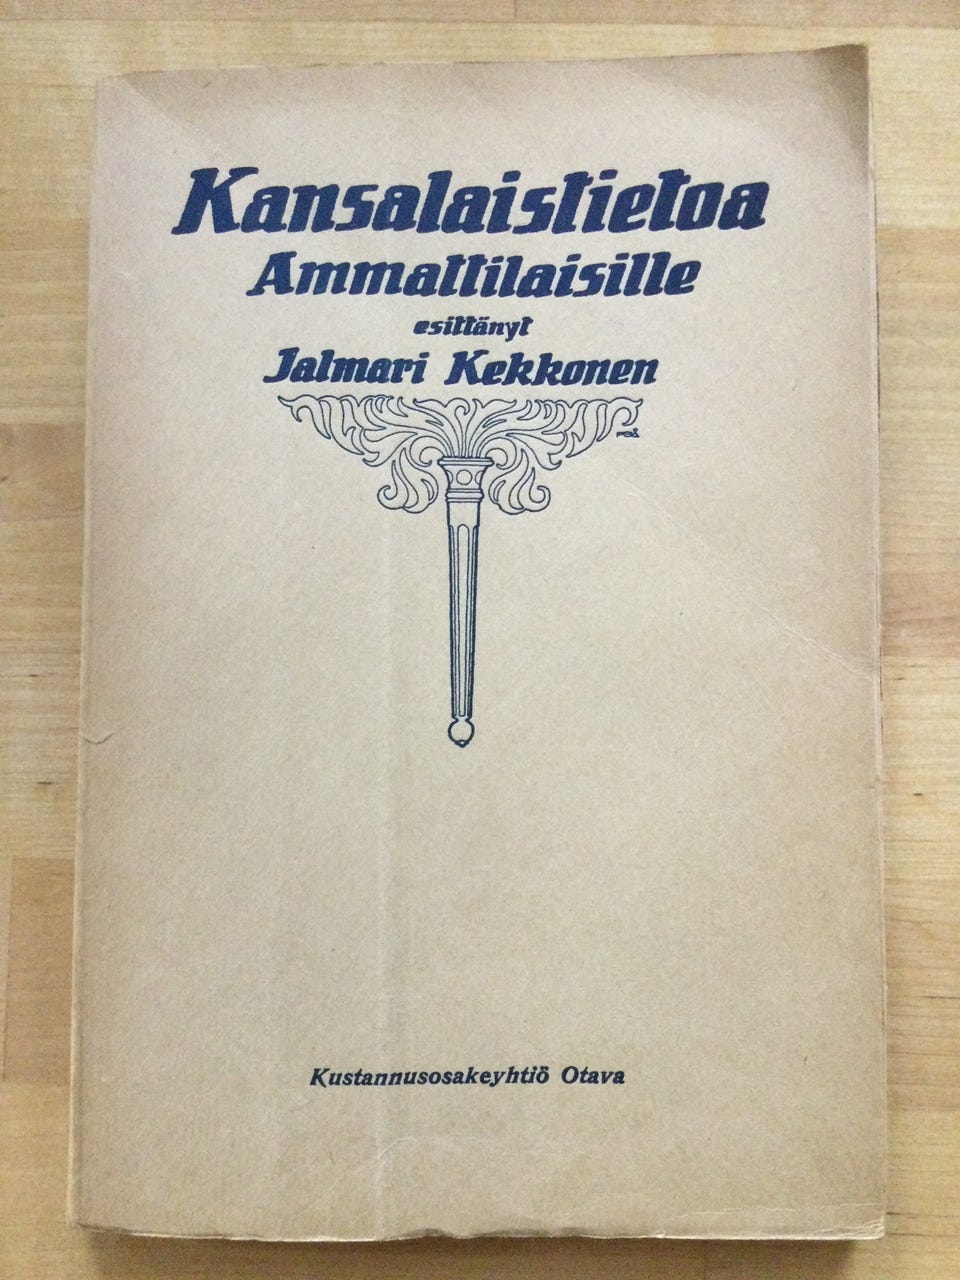 Kansalaistietoa
Ammattilaisille
esittänyt
Jalmari Kekkonen
Kustannusosakeyhtiö Otava